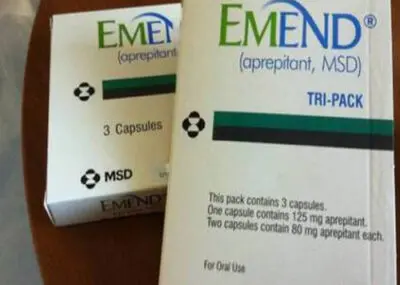 EMEND
(aprepitant
3 Capsules
MSD
EMEND
EMEND®
(aprepitant, MSD)
TRI-PACK
This pack contains 3 capsules.
One capsule contains 125 mg aprepitant.
Two capsules contain 80 mg aprepitant each.
For Oral Use